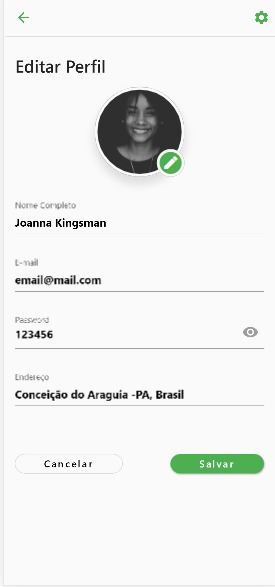 Editar Perfil
Nome Completo
Joanna Kingsman
E-mail
email@mail.com
Password
123456
Endereço
Conceição do Araguia -PA, Brasil
Cancelar
Salvar